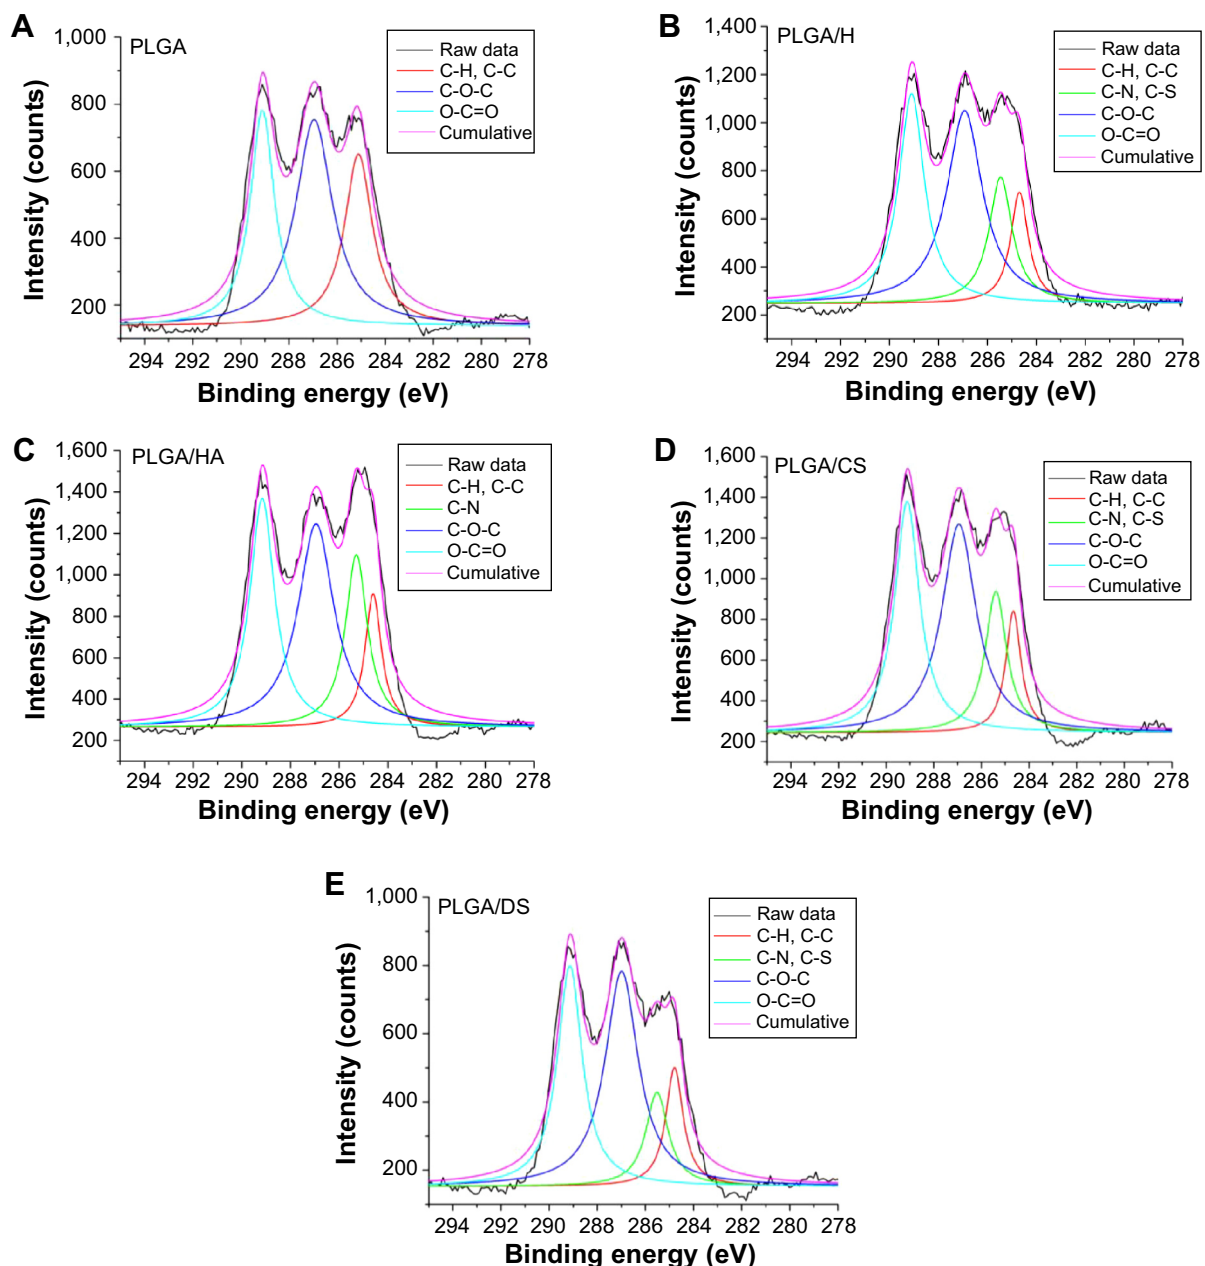 A
PLGA
1,000
800
600
400
200
Intensity (counts)
294 292 290 288 286 284 282 280 278
Binding energy (eV)
Raw data
C-H, C-C
C-O-C
O-C=O
Cumulative
B
PLGA/H
1,400
1,200
1,000
800
600
400
200
Intensity (counts)
294 292 290 288 286 284 282 280 278
Binding energy (eV)
Raw data
C-H, C-C
C-N, C-S
C-O-C
O-C=O
Cumulative
C
PLGA/HA
1,600
1,400
1,200
1,000
800
600
400
200
Intensity (counts)
294 292 290 288 286 284 282 280 278
Binding energy (eV)
Raw data
C-H, C-C
C-N
C-O-C
O-C=O
Cumulative
D
PLGA/CS
1,600
1,400
1,200
1,000
800
600
400
200
Intensity (counts)
294 292 290 288 286 284 282 280 278
Binding energy (eV)
Raw data
C-H, C-C
C-N, C-S
C-O-C
O-C=O
Cumulative
E
PLGA/DS
1,000
800
600
400
200
Intensity (counts)
294 292 290 288 286 284 282 280 278
Binding energy (eV)
Raw data
C-H, C-C
C-N, C-S
C-O-C
O-C=O
Cumulative